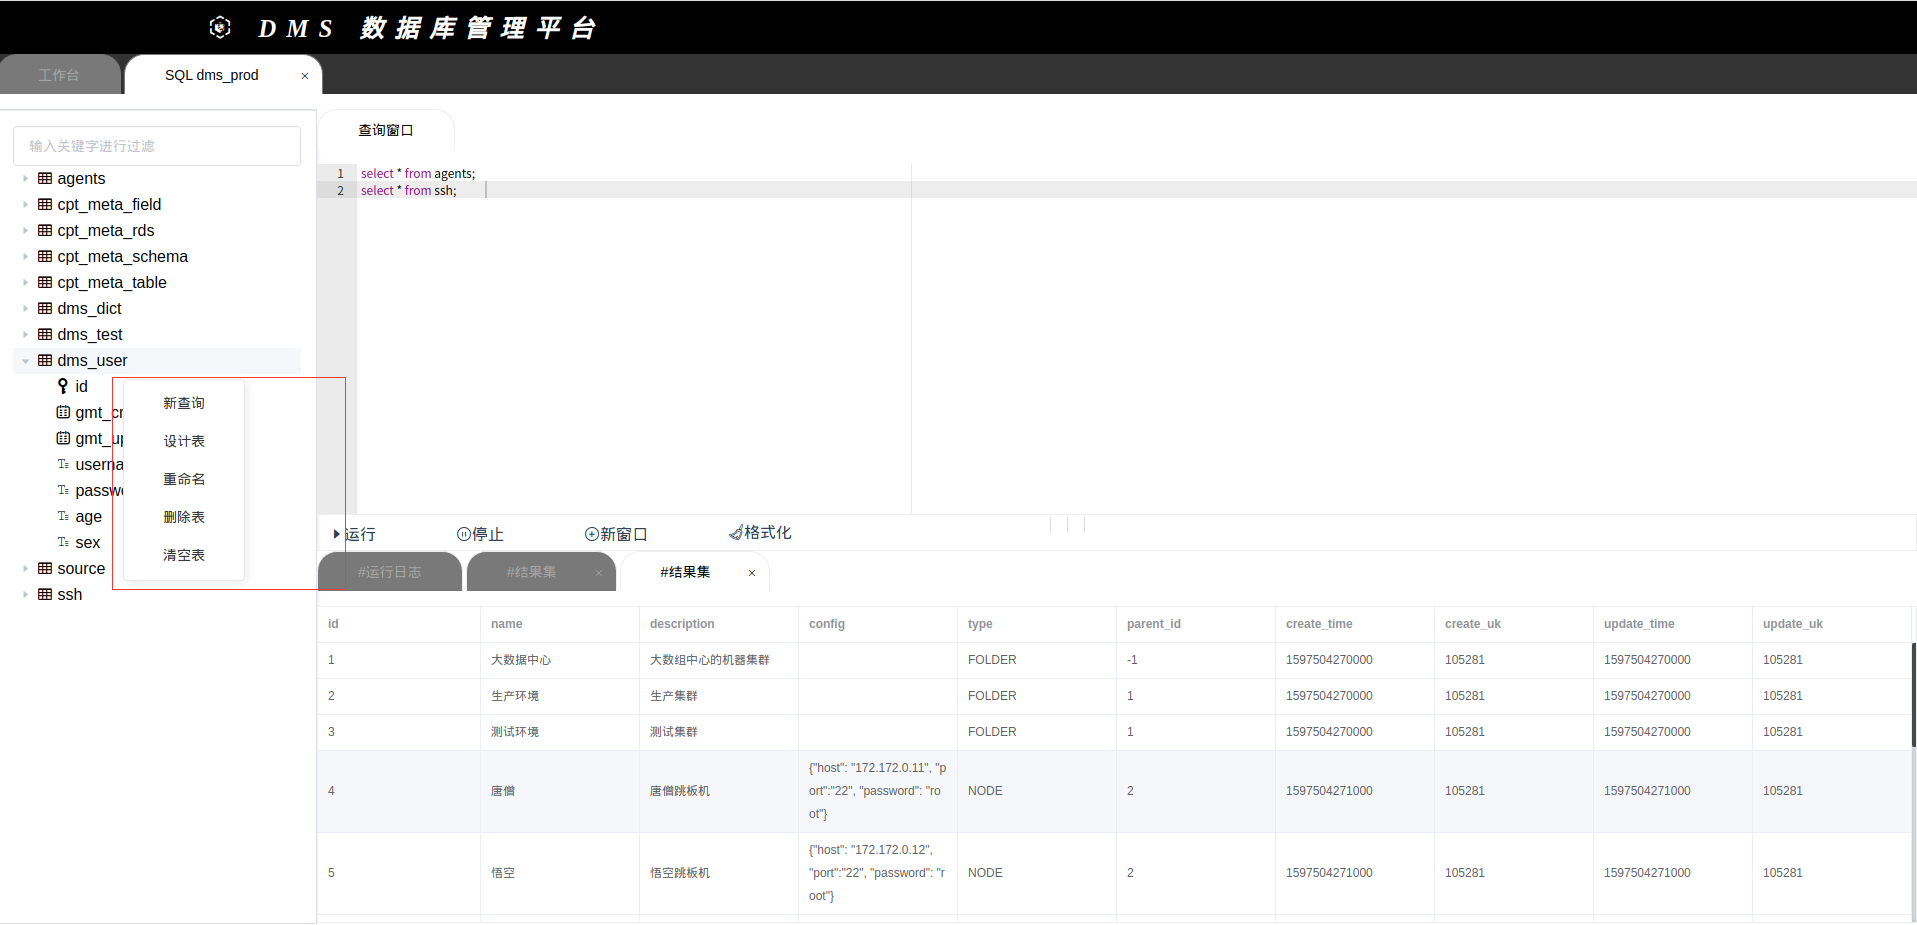 DMS 数据库管理平台
工作台
SQL dms_prod ×
输入关键字进行过滤
agents
cpt_meta_field
cpt_meta_rds
cpt_meta_schema
cpt_meta_table
dms_dict
dms_test
dms_user
id
gmt_cr
gmt_up
userna
passwo
age
sex
source
ssh
新查询
设计表
重命名
删除表
清空表
查询窗口
1 select * from agents;
2 select * from ssh;
运行 停止 新窗口 格式化
#运行日志 #结果集 × #结果集 ×
id name description config type parent_id create_time create_uk update_time update_uk
1 大数据中心 大数组中心的机器集群 FOLDER -1 1597504270000 105281 1597504270000 105281
2 生产环境 生产集群 FOLDER 1 1597504270000 105281 1597504270000 105281
3 测试环境 测试集群 FOLDER 1 1597504270000 105281 1597504270000 105281
{"host": "172.172.0.11", "p
4 唐僧 唐僧跳板机 ort":"22", "password": "ro NODE 2 1597504271000 105281 1597504271000 105281
ot"}
{"host": "172.172.0.12",
5 悟空 悟空跳板机 "port":"22", "password": "r NODE 2 1597504271000 105281 1597504271000 105281
oot"}